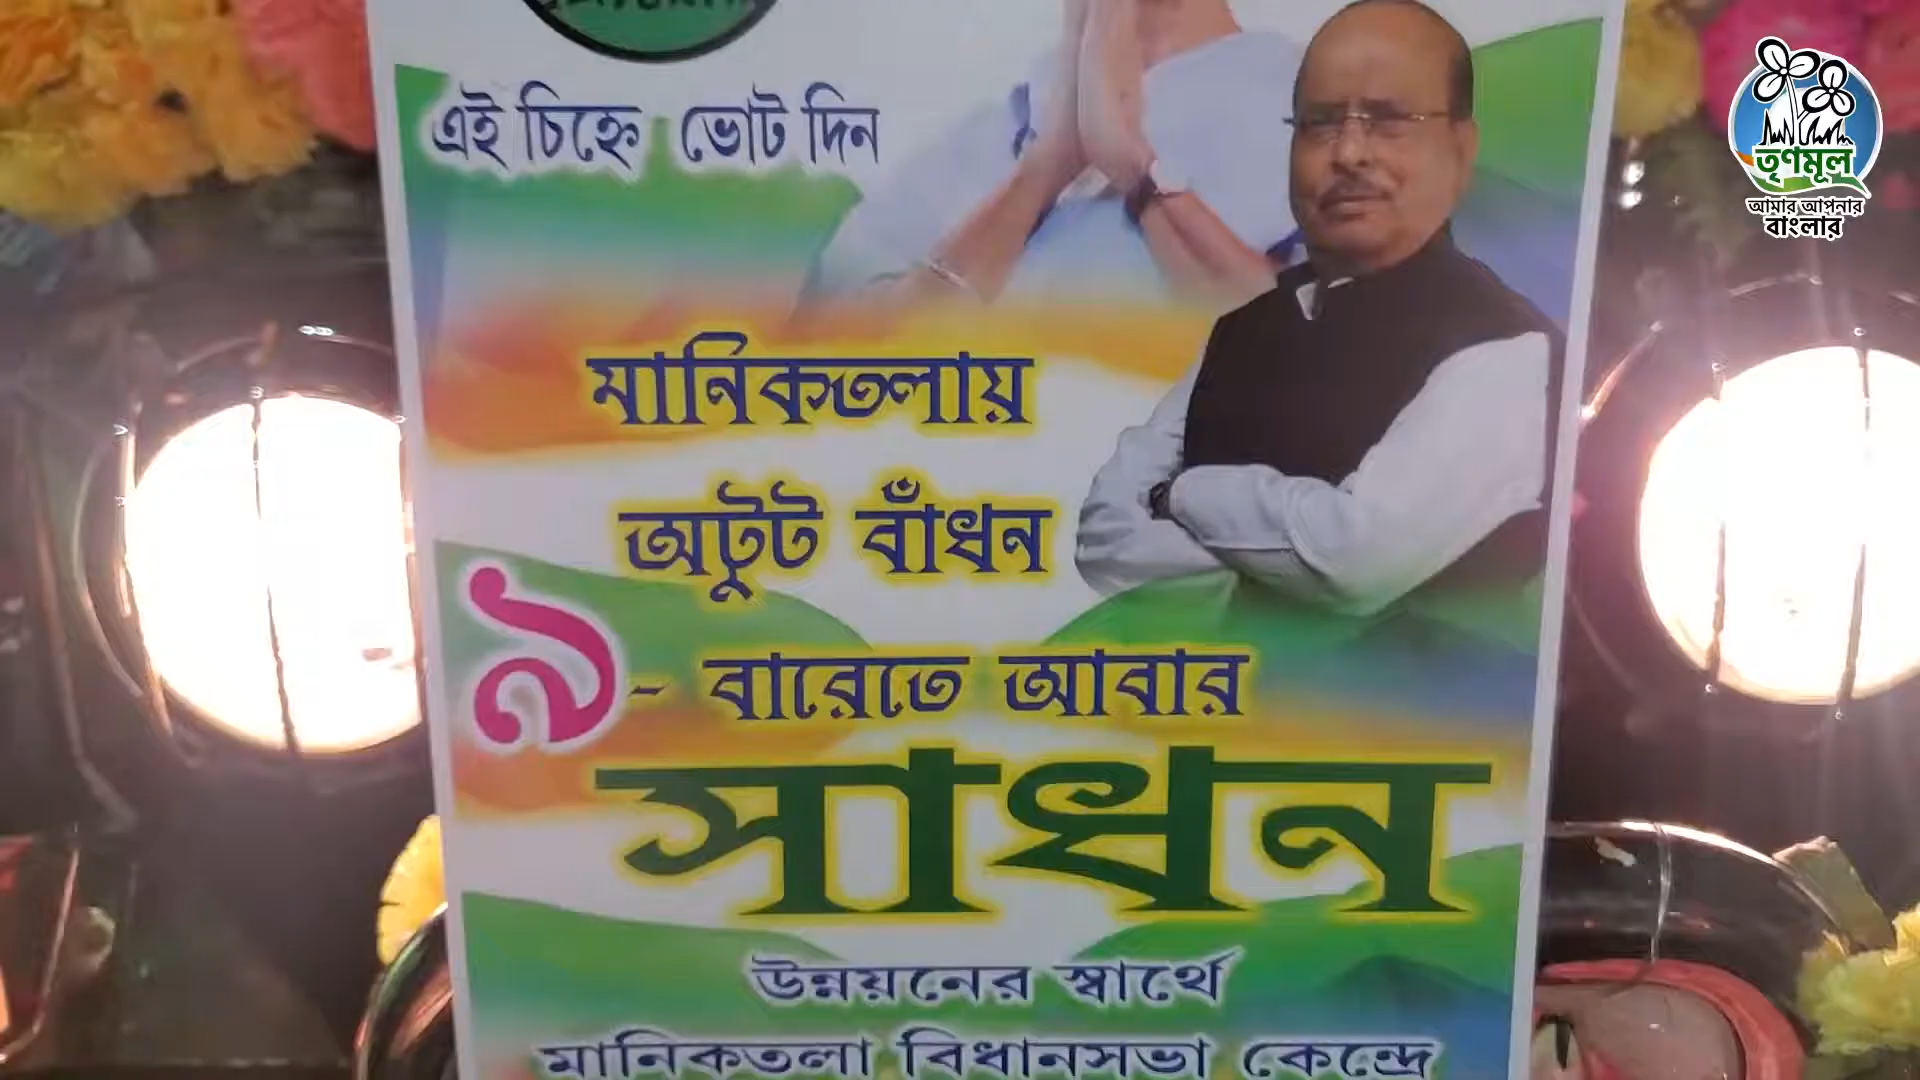 এই চিহ্নে ভোট দিন
মানিকতলায়
অটুট বাঁধন
৯- বারেতে আবার
সাধন
উন্নয়নের স্বার্থে
মানিকতলা বিধানসভা কেন্দ্রে
তৃণমূল
আমার আপনার
বাংলার